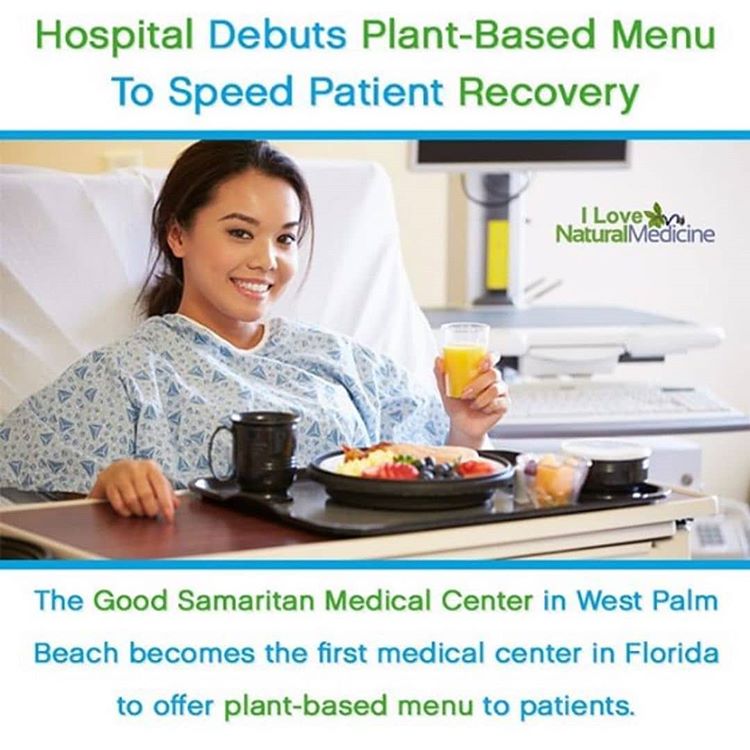 Hospital Debuts Plant-Based Menu
To Speed Patient Recovery
I Love
NaturalMedicine
The Good Samaritan Medical Center in West Palm
Beach becomes the first medical center in Florida
to offer plant-based menu to patients.